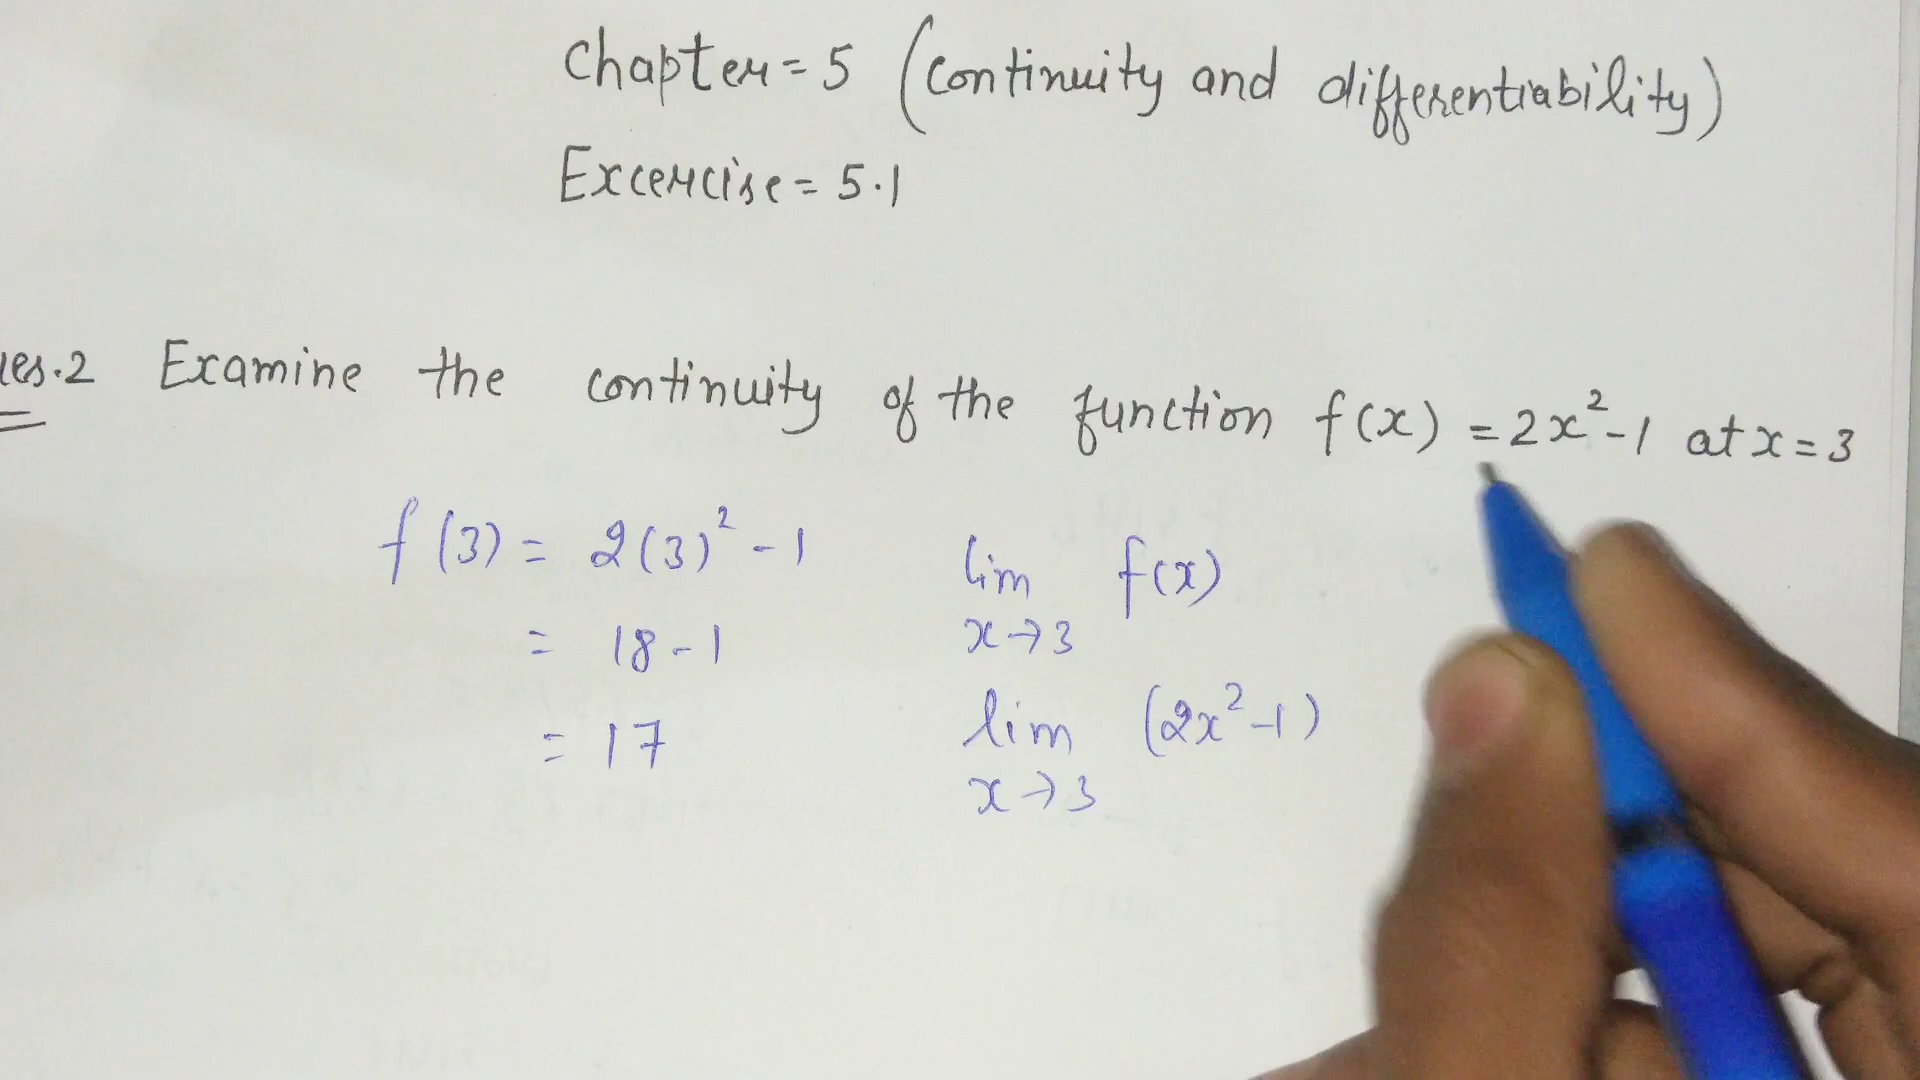 Chapter = 5 (Continuity and differentiability)
Excercise = 5.1
ues.2 Examine the continuity of the function f(x) = 2x² - 1 at x = 3
f(3) = 2(3)² - 1
= 18 - 1
= 17
lim f(x)
x → 3
lim (2x² - 1)
x → 3